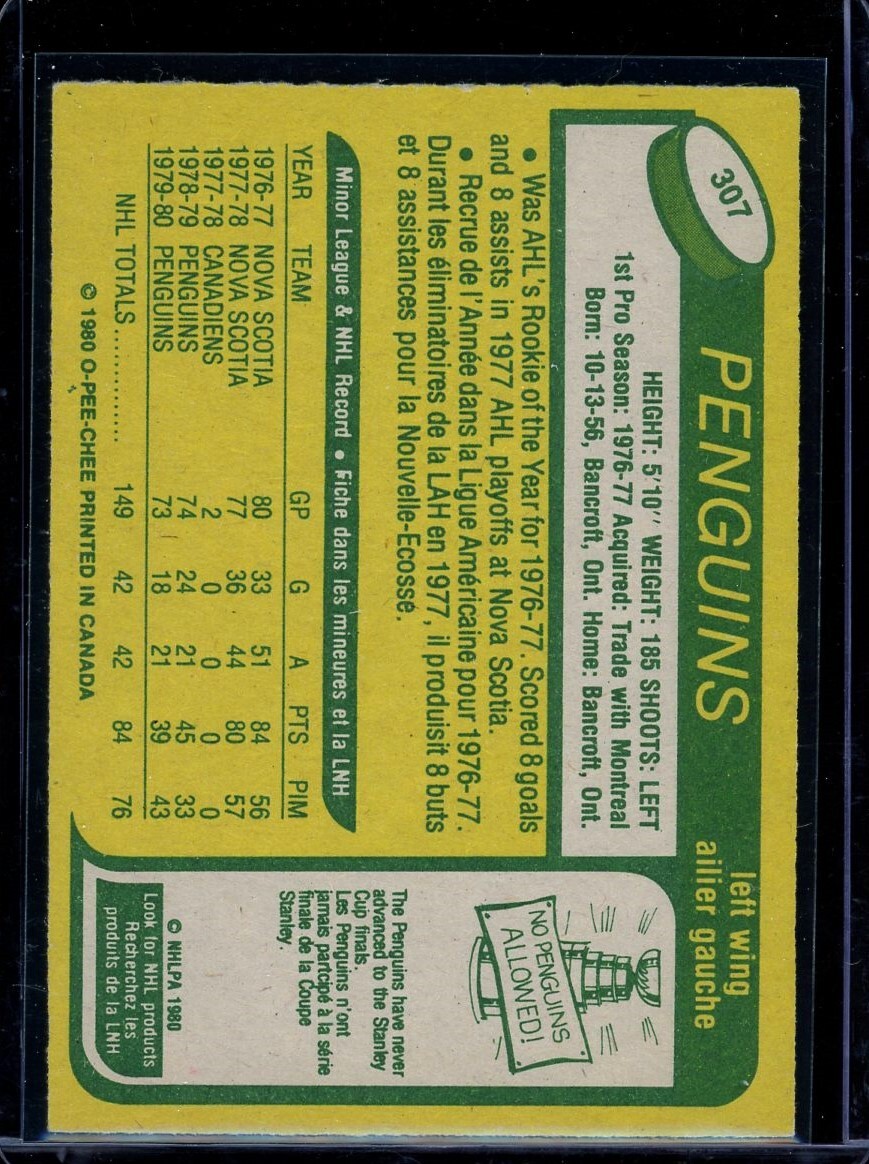 307
PENGUINS
left wing
ailier gauche
HEIGHT: 5'10" WEIGHT: 185 SHOOTS: LEFT
1st Pro Season: 1976-77 Acquired: Trade with Montreal
Born: 10-13-56, Bancroft, Ont. Home: Bancroft, Ont.
• Was AHL's Rookie of the Year for 1976-77. Scored 8 goals
and 8 assists in 1977 AHL playoffs at Nova Scotia.
• Recrue de l'Année dans la Ligue Américaine pour 1976-77.
Durant les éliminatoires de la LAH en 1977, il produisit 8 buts
et 8 assistances pour la Nouvelle-Ecosse.
Minor League & NHL Record • Fiche dans les mineures et la LNH
YEAR TEAM GP G A PTS PIM
1976-77 NOVA SCOTIA 80 33 51 84 56
1977-78 NOVA SCOTIA 77 36 44 80 57
1977-78 CANADIENS 2 0 0 0 0
1978-79 PENGUINS 74 24 21 45 33
1979-80 PENGUINS 73 18 21 39 43
NHL TOTALS ............. 149 42 42 84 76
© 1980 O-PEE-CHEE PRINTED IN CANADA
NO PENGUINS
ALLOWED!
The Penguins have never
advanced to the Stanley
Cup finals.
Les Penguins n'ont
jamais partcipé à la série
finale de la Coupe
Stanley.
© NHLPA 1980
Look for NHL products
Recherchez les
produits de la LNH